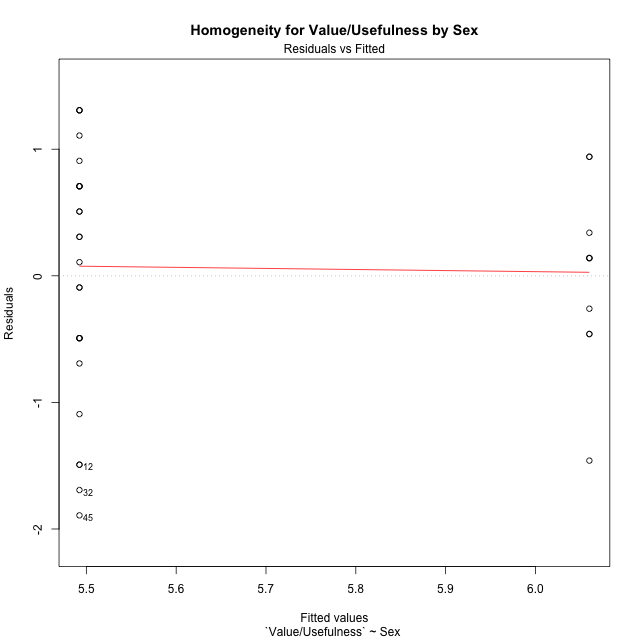 Homogeneity for Value/Usefulness by Sex
Residuals vs Fitted
1
0
-1
-2
Residuals
12
32
45
5.5 5.6 5.7 5.8 5.9 6.0
Fitted values
`Value/Usefulness` ~ Sex